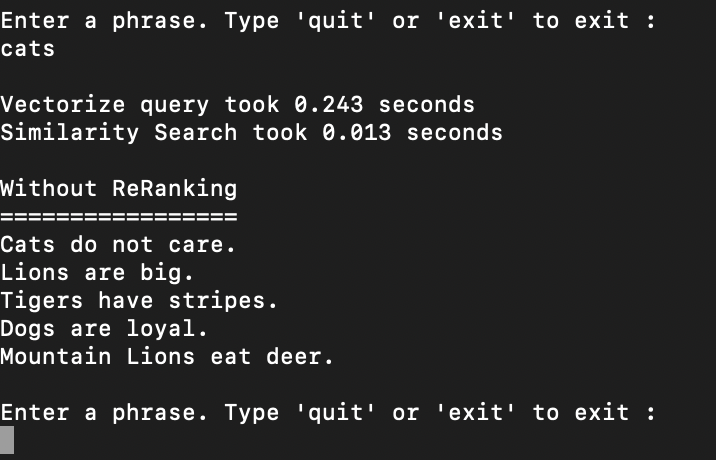 Enter a phrase. Type 'quit' or 'exit' to exit :
cats
Vectorize query took 0.243 seconds
Similarity Search took 0.013 seconds
Without ReRanking
=================
Cats do not care.
Lions are big.
Tigers have stripes.
Dogs are loyal.
Mountain Lions eat deer.
Enter a phrase. Type 'quit' or 'exit' to exit :